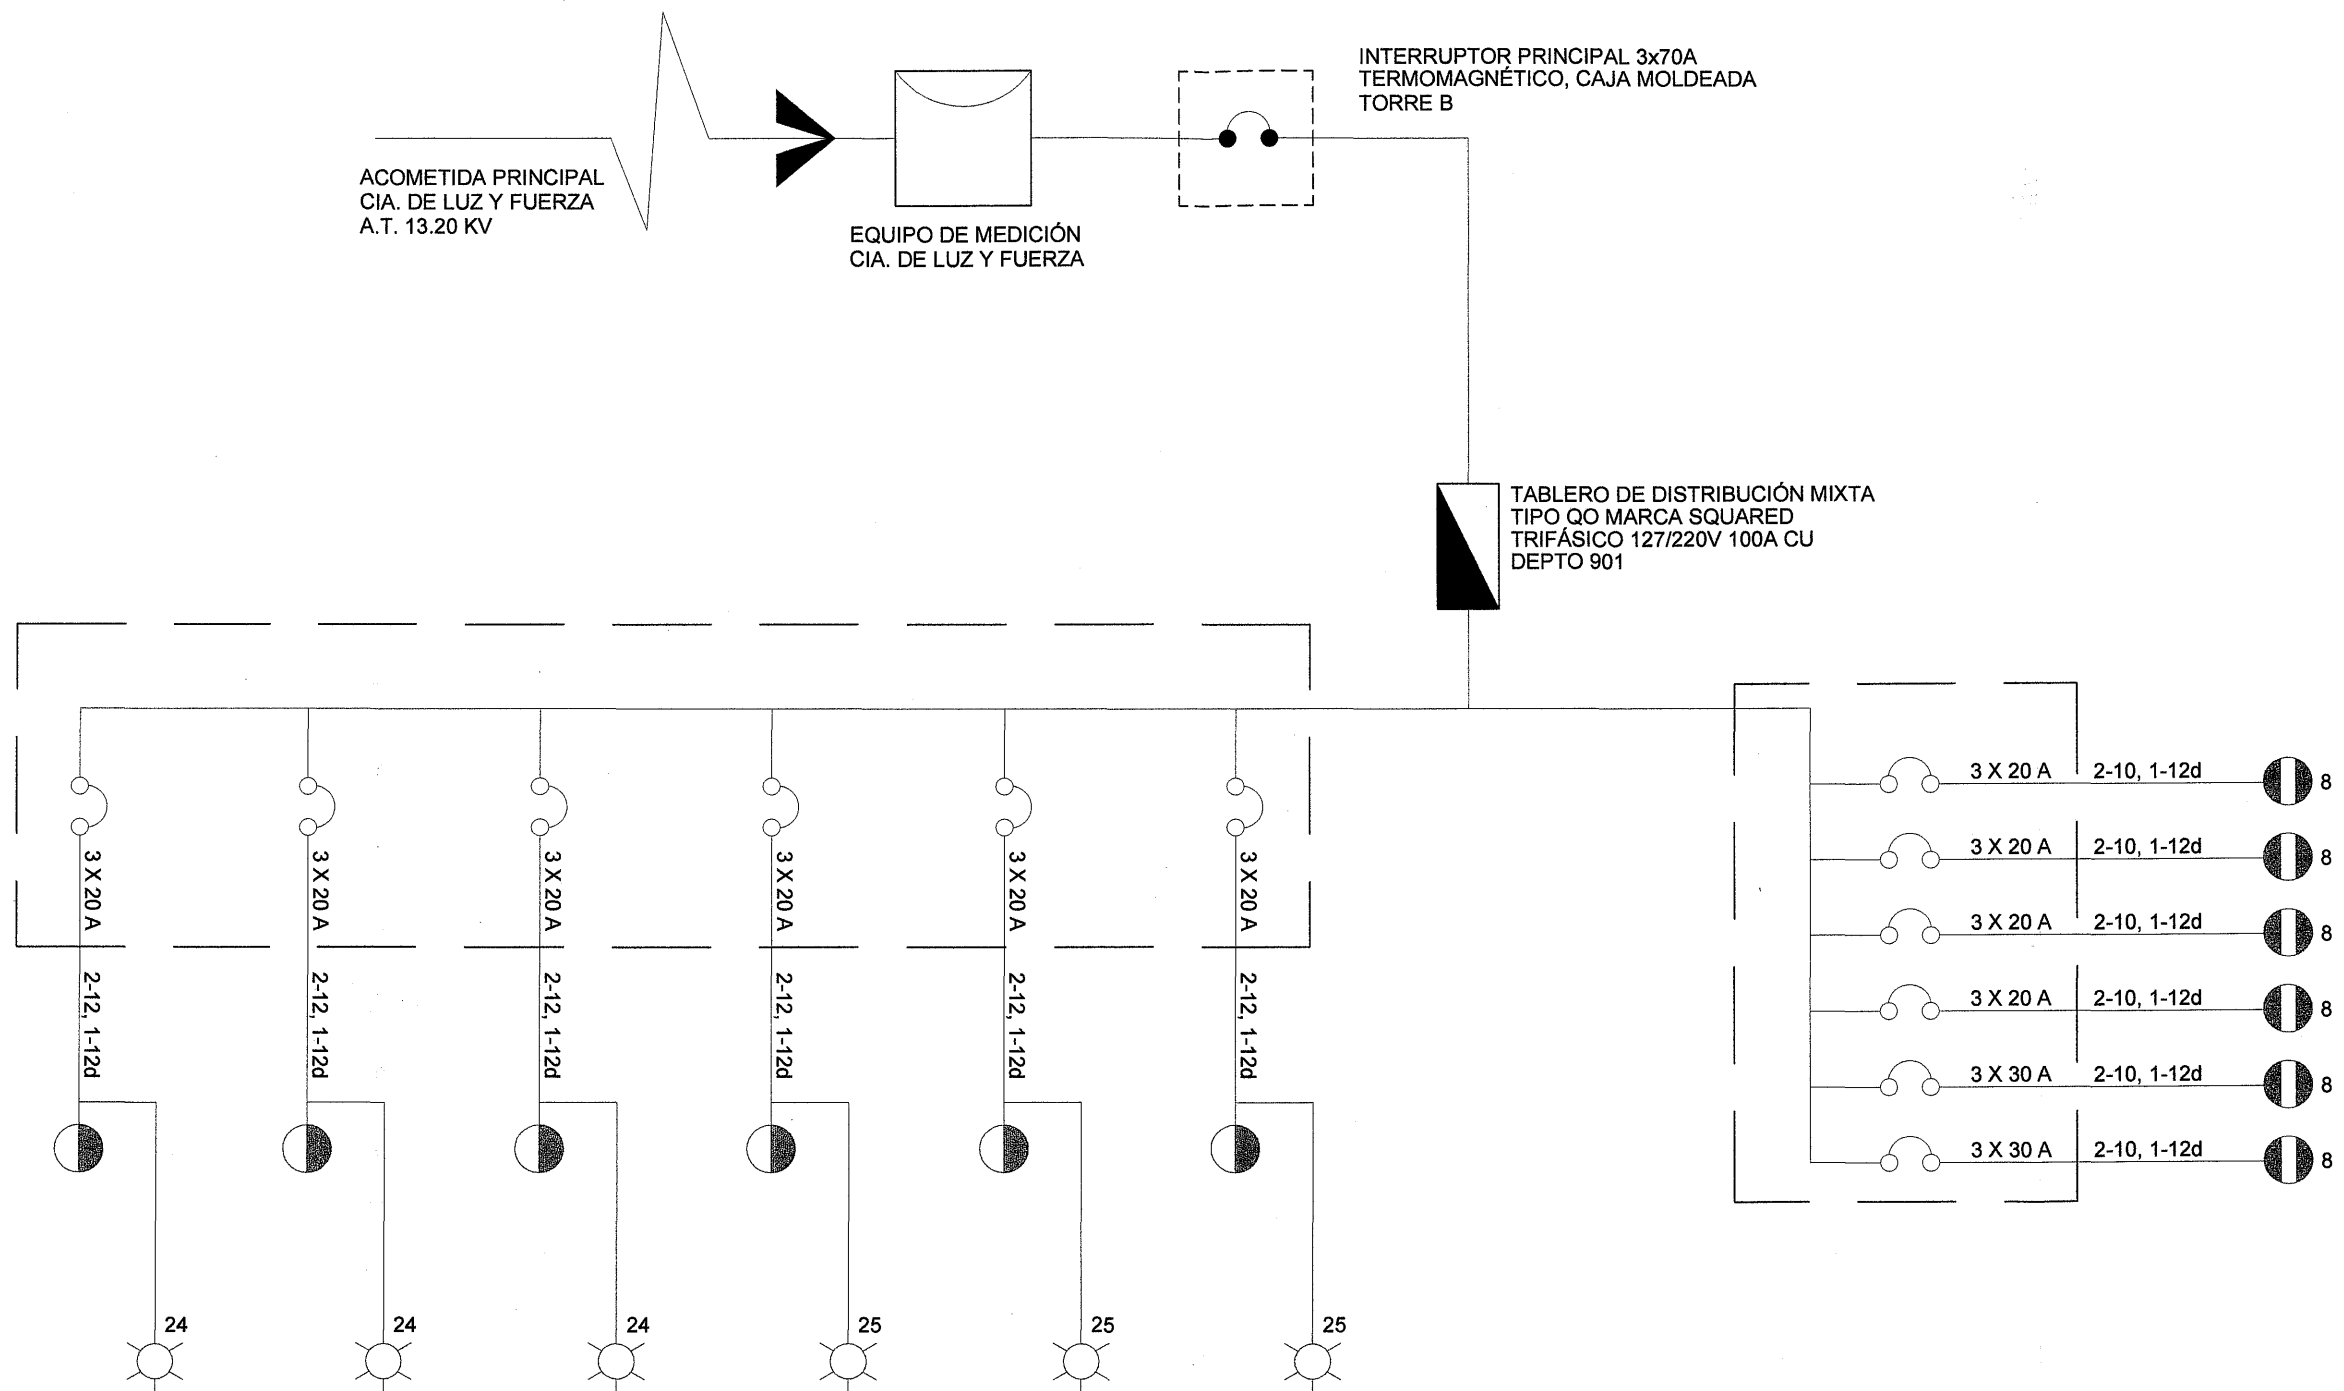 INTERRUPTOR PRINCIPAL 3x70A
TERMOMAGNÉTICO, CAJA MOLDEADA
TORRE B
ACOMETIDA PRINCIPAL
CIA. DE LUZ Y FUERZA
A.T. 13.20 KV
EQUIPO DE MEDICIÓN
CIA. DE LUZ Y FUERZA
TABLERO DE DISTRIBUCIÓN MIXTA
TIPO QO MARCA SQUARED
TRIFÁSICO 127/220V 100A CU
DEPTO 901
3 X 20 A 2-10, 1-12d 8
3 X 20 A 2-10, 1-12d 8
3 X 20 A 2-10, 1-12d 8
3 X 20 A 2-10, 1-12d 8
3 X 30 A 2-10, 1-12d 8
3 X 30 A 2-10, 1-12d 8
3 X 20 A 2-12, 1-12d
3 X 20 A 2-12, 1-12d
3 X 20 A 2-12, 1-12d
3 X 20 A 2-12, 1-12d
3 X 20 A 2-12, 1-12d
3 X 20 A 2-12, 1-12d
24 24 24 25 25 25